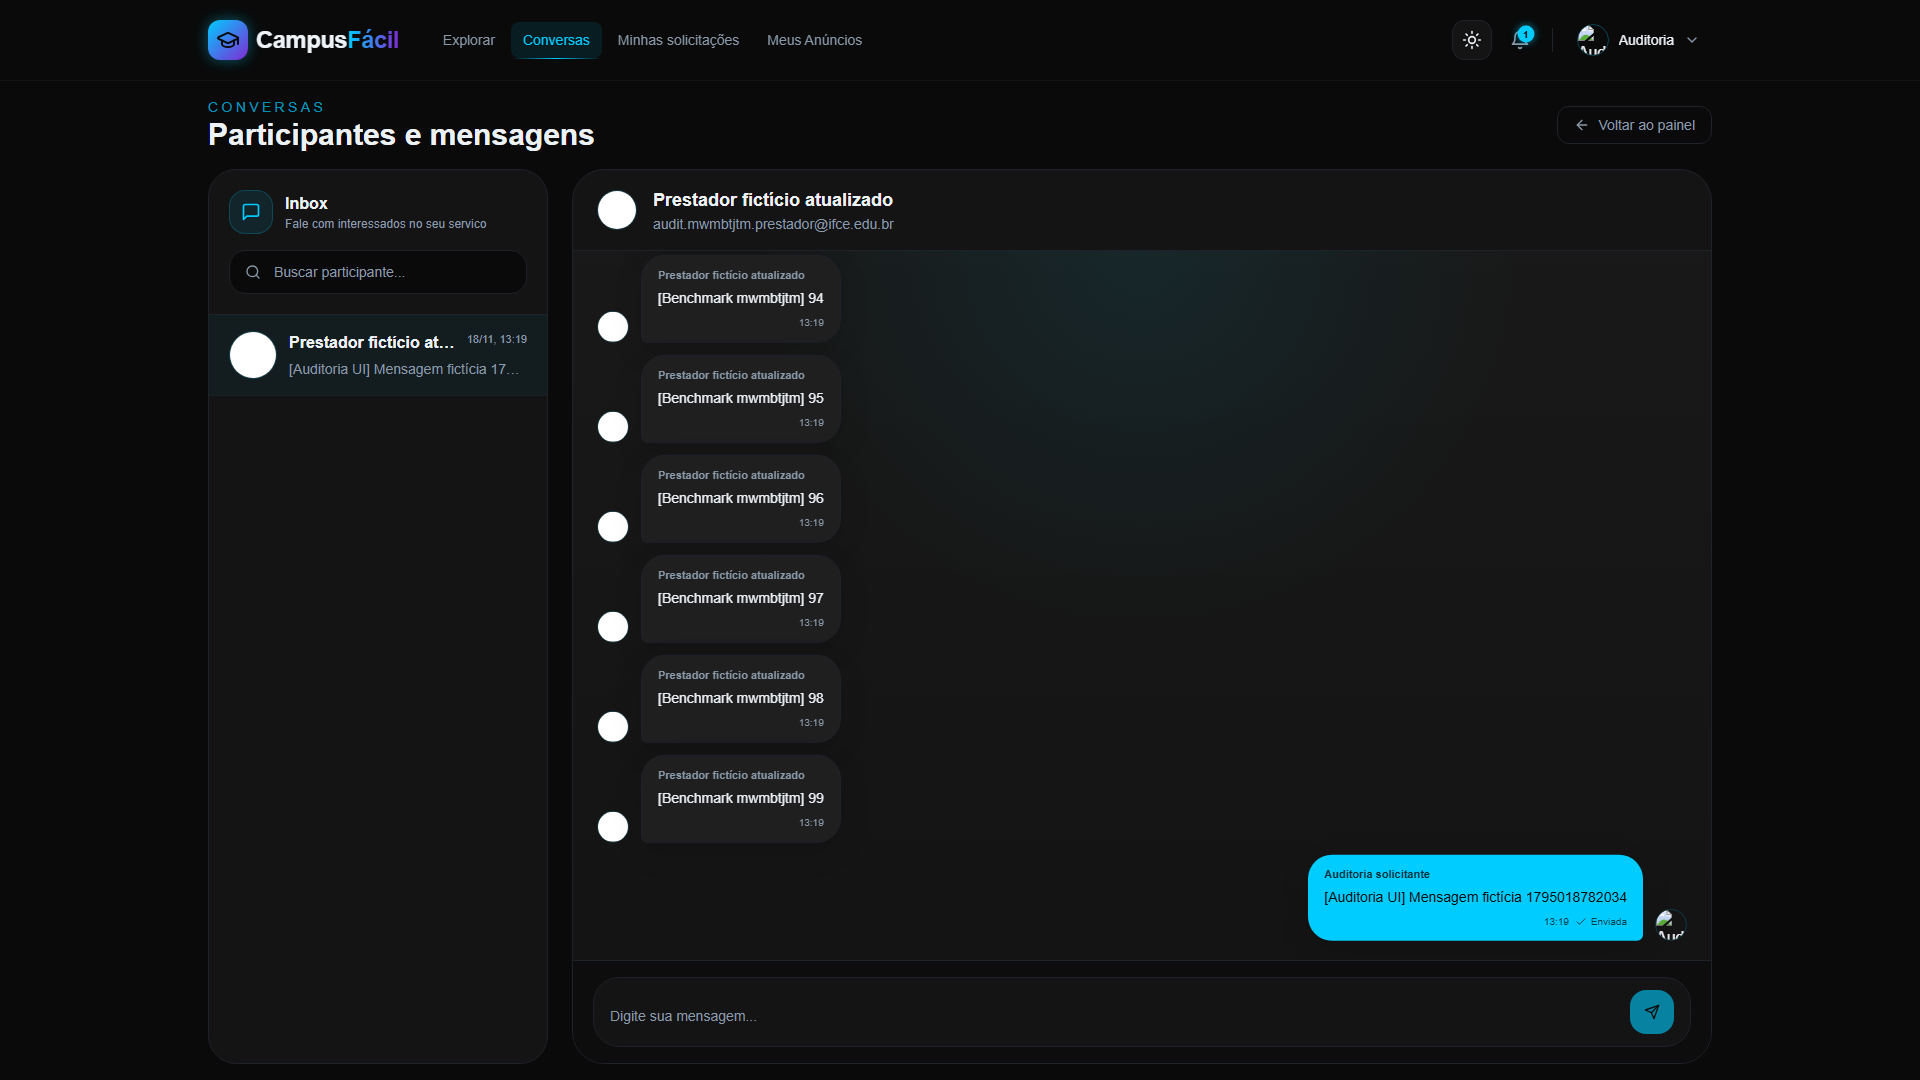 CampusFácil
Explorar
Conversas
Minhas solicitações
Meus Anúncios
1
Auditoria
CONVERSAS
Participantes e mensagens
Voltar ao painel
Inbox
Fale com interessados no seu servico
Buscar participante...
Prestador fictício at...
18/11, 13:19
[Auditoria UI] Mensagem fictícia 17...
Prestador fictício atualizado
audit.mwmbtjtm.prestador@ifce.edu.br
Prestador fictício atualizado
[Benchmark mwmbtjtm] 94
13:19
Prestador fictício atualizado
[Benchmark mwmbtjtm] 95
13:19
Prestador fictício atualizado
[Benchmark mwmbtjtm] 96
13:19
Prestador fictício atualizado
[Benchmark mwmbtjtm] 97
13:19
Prestador fictício atualizado
[Benchmark mwmbtjtm] 98
13:19
Prestador fictício atualizado
[Benchmark mwmbtjtm] 99
13:19
Auditoria solicitante
[Auditoria UI] Mensagem fictícia 1795018782034
13:19 Enviada
Digite sua mensagem...